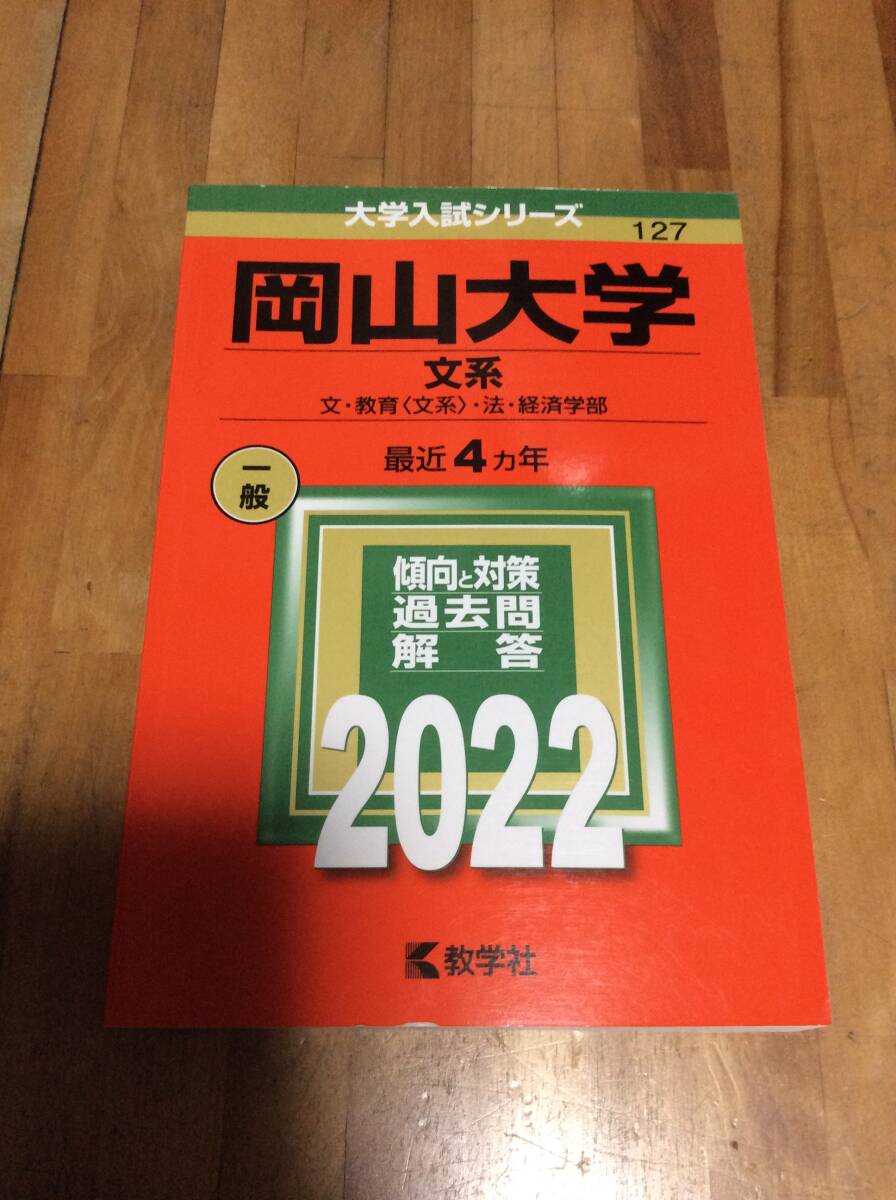 大学入試シリーズ
127
岡山大学
文系
文・教育〈文系〉・法・経済学部
最近4カ年
一般
傾向と対策
過去問
解答
2022
教学社